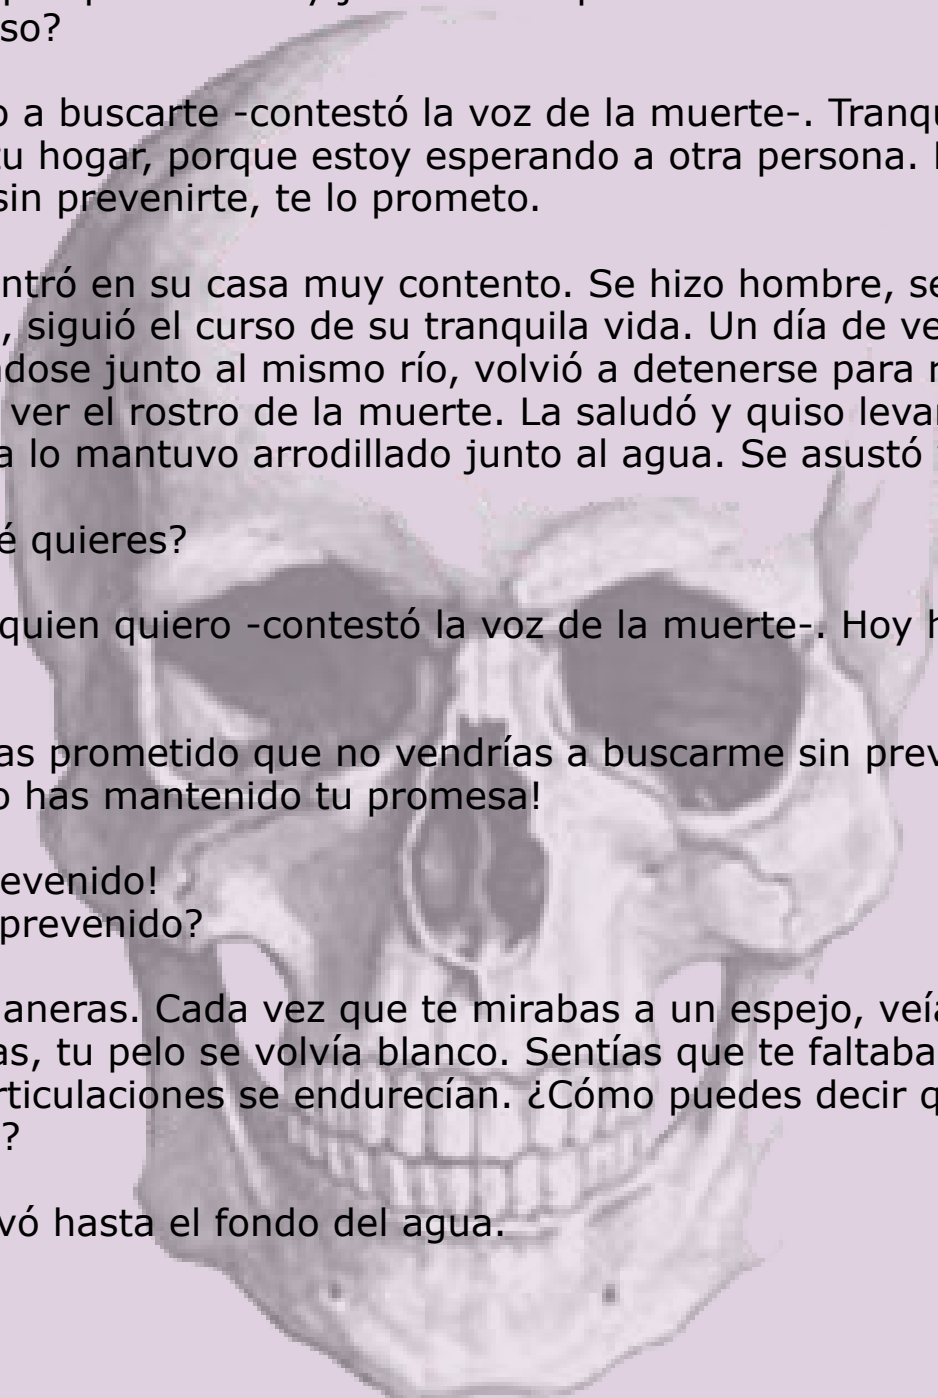 so?
o a buscarte -contestó la voz de la muerte-. Tranqu
tu hogar, porque estoy esperando a otra persona.
sin prevenirte, te lo prometo.
ntró en su casa muy contento. Se hizo hombre, se
, siguió el curso de su tranquila vida. Un día de ve
ndose junto al mismo río, volvió a detenerse para
ver el rostro de la muerte. La saludó y quiso leva
a lo mantuvo arrodillado junto al agua. Se asustó
é quieres?
quien quiero -contestó la voz de la muerte-. Hoy h
as prometido que no vendrías a buscarme sin prev
o has mantenido tu promesa!
evenido!
prevenido?
aneras. Cada vez que te mirabas a un espejo, veía
as, tu pelo se volvía blanco. Sentías que te faltaba
rticulaciones se endurecían. ¿Cómo puedes decir q
?
vó hasta el fondo del agua.